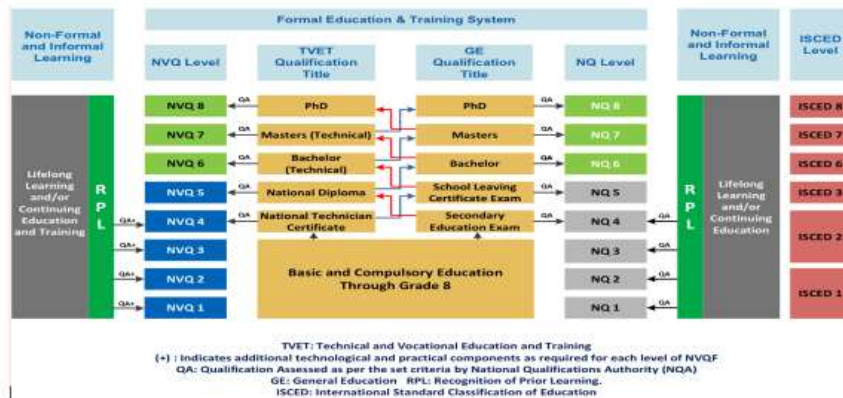 Formal Education & Training System
Non-Formal
and Informal
Learning
NVQ Level
TVET
Qualification
Title
GE
Qualification
Title
NQ Level
Non-Formal
and Informal
Learning
ISCED
Level
NVQ 8
QA
PhD
PhD
QA
NQ 8
ISCED 8
NVQ 7
QA
Masters (Technical)
Masters
QA
NQ 7
ISCED 7
NVQ 6
QA
Bachelor
(Technical)
Bachelor
QA
NQ 6
ISCED 6
NVQ 5
QA
National Diploma
School Leaving
Certificate Exam
QA
NQ 5
ISCED 3
Lifelong
Learning
and/or
Continuing
Education
and Training
RPL
QA+
NVQ 4
QA
National Technician
Certificate
Secondary
Education Exam
QA
NQ 4
QA
RPL
Lifelong
Learning
and/or
Continuing
Education
ISCED 2
QA+
NVQ 3
NQ 3
QA
Basic and Compulsory Education
Through Grade 8
QA+
NVQ 2
NQ 2
QA
ISCED 1
QA+
NVQ 1
NQ 1
QA
TVET: Technical and Vocational Education and Training
(+) : Indicates additional technological and practical components as required for each level of NVQF
QA: Qualification Assessed as per the set criteria by National Qualifications Authority (NQA)
GE: General Education RPL: Recognition of Prior Learning.
ISCED: International Standard Classification of Education